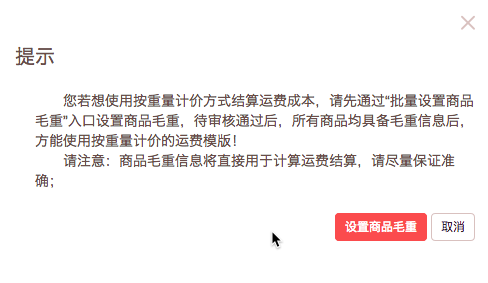 提示
您若想使用按重量计价方式结算运费成本，请先通过“批量设置商品
毛重”入口设置商品毛重，待审核通过后，所有商品均具备毛重信息后，
方能使用按重量计价的运费模版！
请注意：商品毛重信息将直接用于计算运费结算，请尽量保证准
确；
设置商品毛重 取消